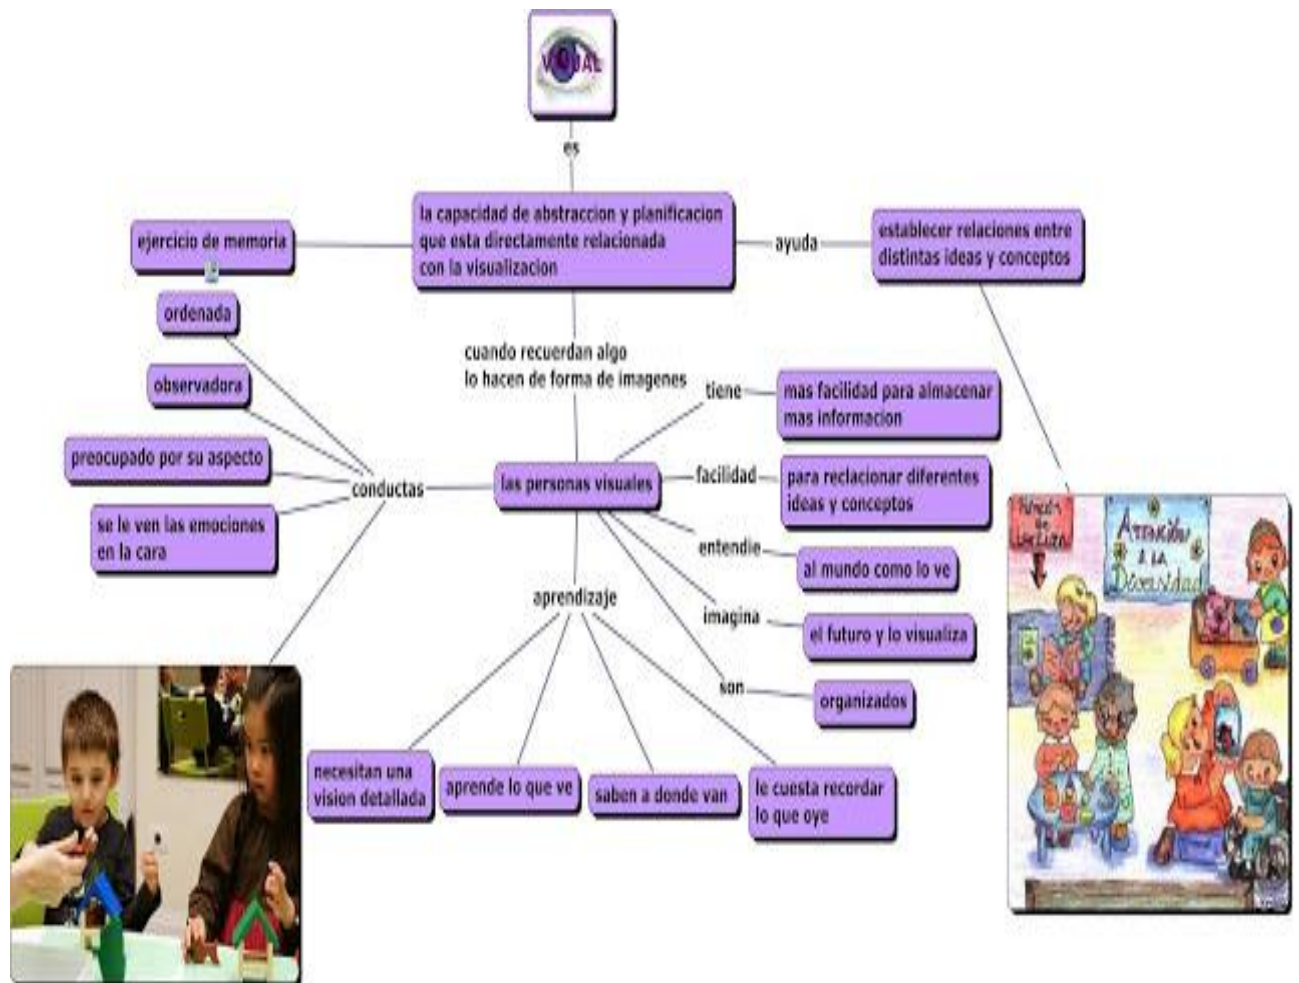 VISUAL
es
la capacidad de abstraccion y planificacion
que esta directamente relacionada
con la visualizacion
ejercicio de memoria
ayuda
establecer relaciones entre
distintas ideas y conceptos
cuando recuerdan algo
lo hacen de forma de imagenes
las personas visuales
conductas
ordenada
observadora
preocupado por su aspecto
se le ven las emociones
en la cara
tiene
mas facilidad para almacenar
mas informacion
facilidad
para reclacionar diferentes
ideas y conceptos
entendie
al mundo como lo ve
imagina
el futuro y lo visualiza
son
organizados
aprendizaje
necesitan una
vision detallada
aprende lo que ve
saben a donde van
le cuesta recordar
lo que oye
Rincón
de
Atención
a la
Diversidad